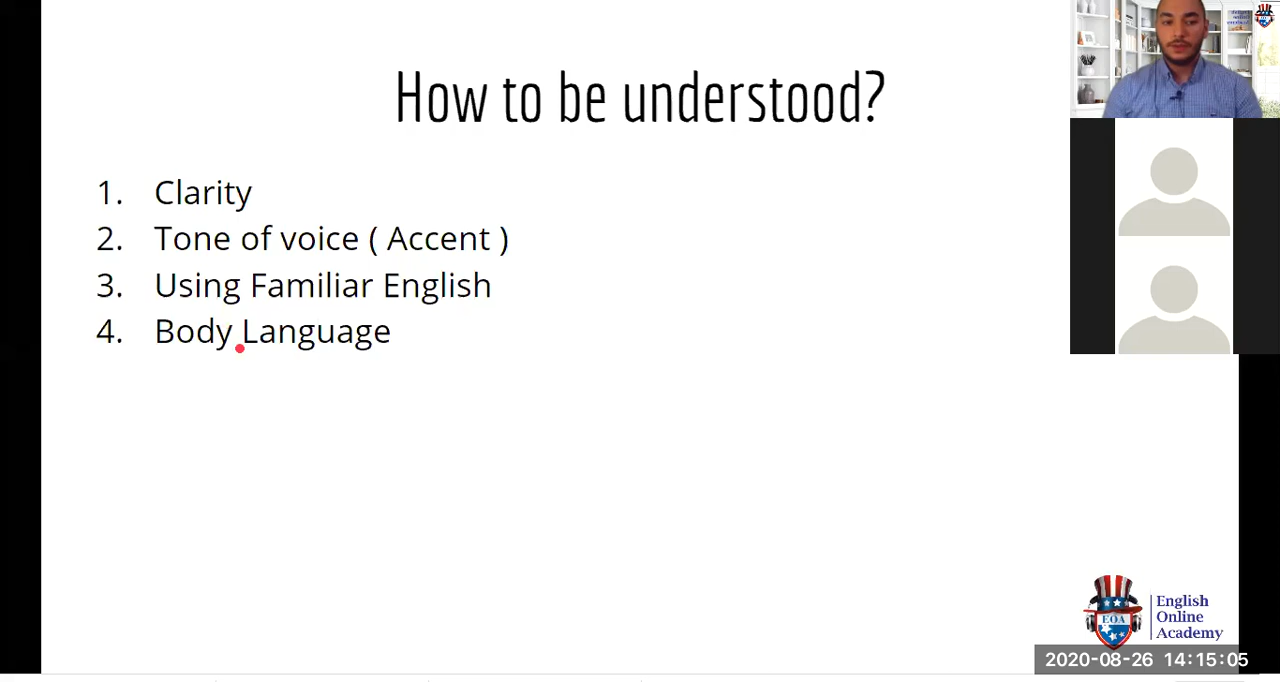 How to be understood?
1. Clarity
2. Tone of voice ( Accent )
3. Using Familiar English
4. Body Language
EOA
English
Online
Academy
2020-08-26 14:15:05